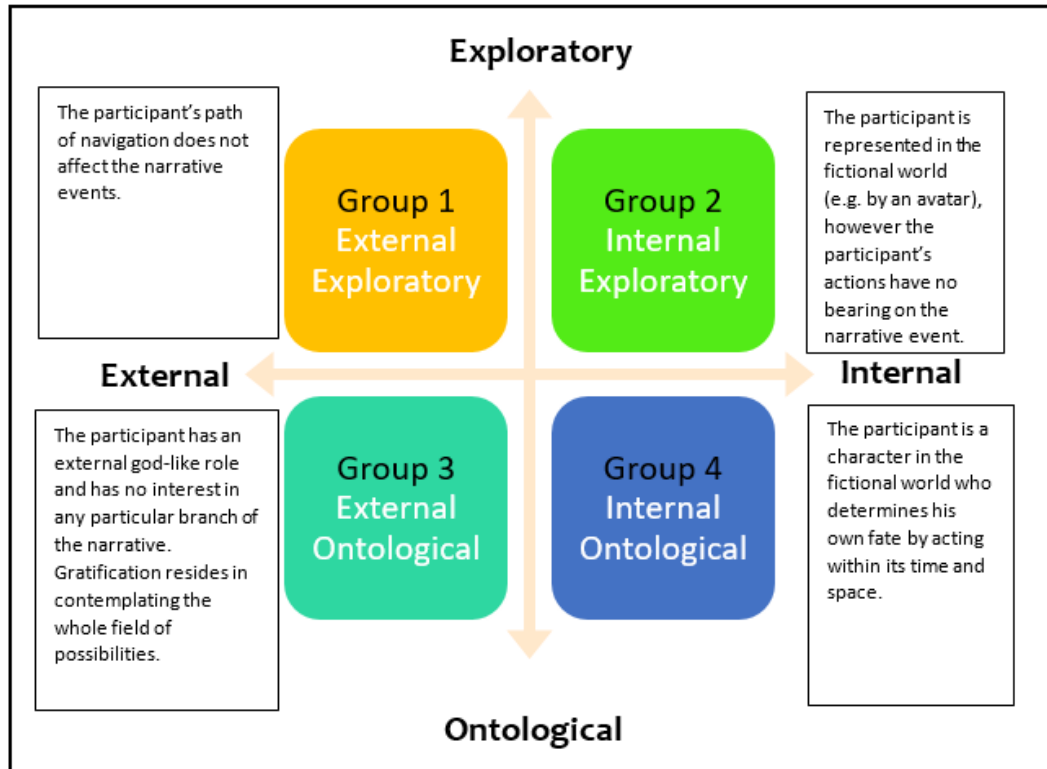 Exploratory
The participant's path
of navigation does not
affect the narrative
events.
Group 1
External
Exploratory
Group 2
Internal
Exploratory
The participant is
represented in the
fictional world
(e.g. by an avatar),
however the
participant's
actions have no
bearing on the
narrative event.
External
Internal
The participant has an
external god-like role
and has no interest in
any particular branch of
the narrative.
Gratification resides in
contemplating the
whole field of
possibilities.
Group 3
External
Ontological
Group 4
Internal
Ontological
The participant is a
character in the
fictional world who
determines his
own fate by acting
within its time and
space.
Ontological